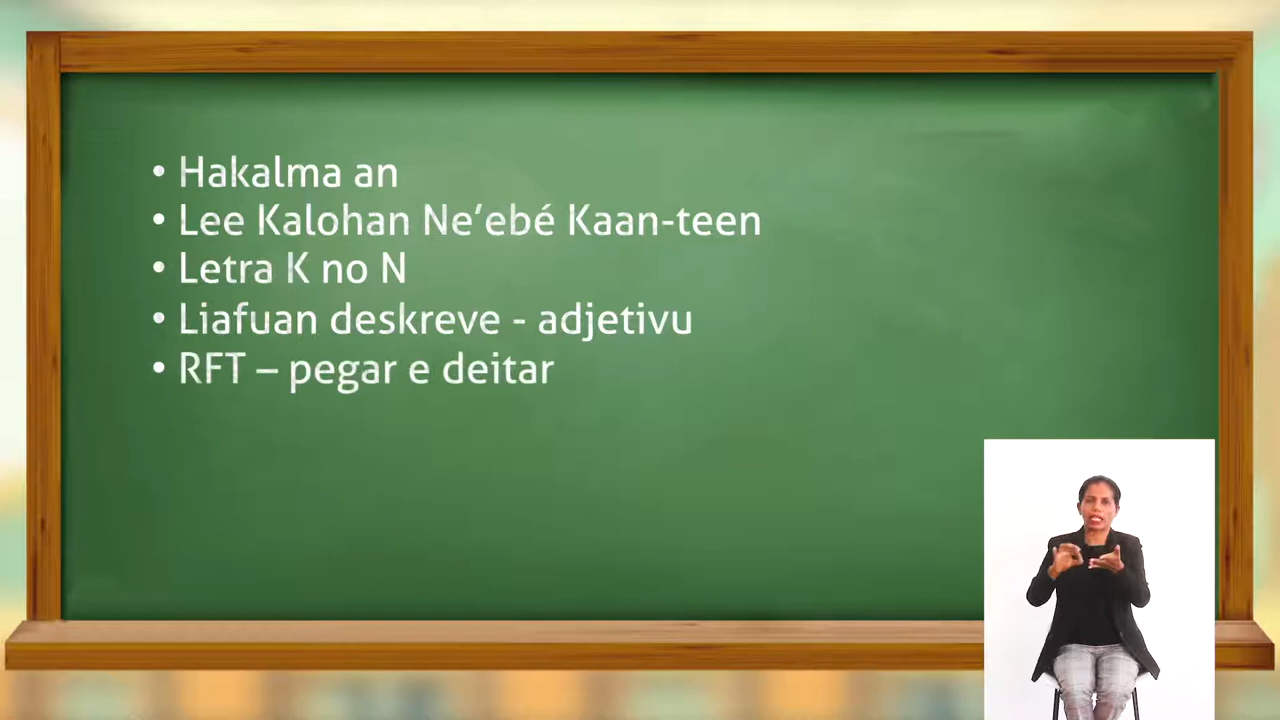 • Hakalma an
• Lee Kalohan Ne’ebé Kaan-teen
• Letra K no N
• Liafuan deskreve - adjetivu
• RFT – pegar e deitar